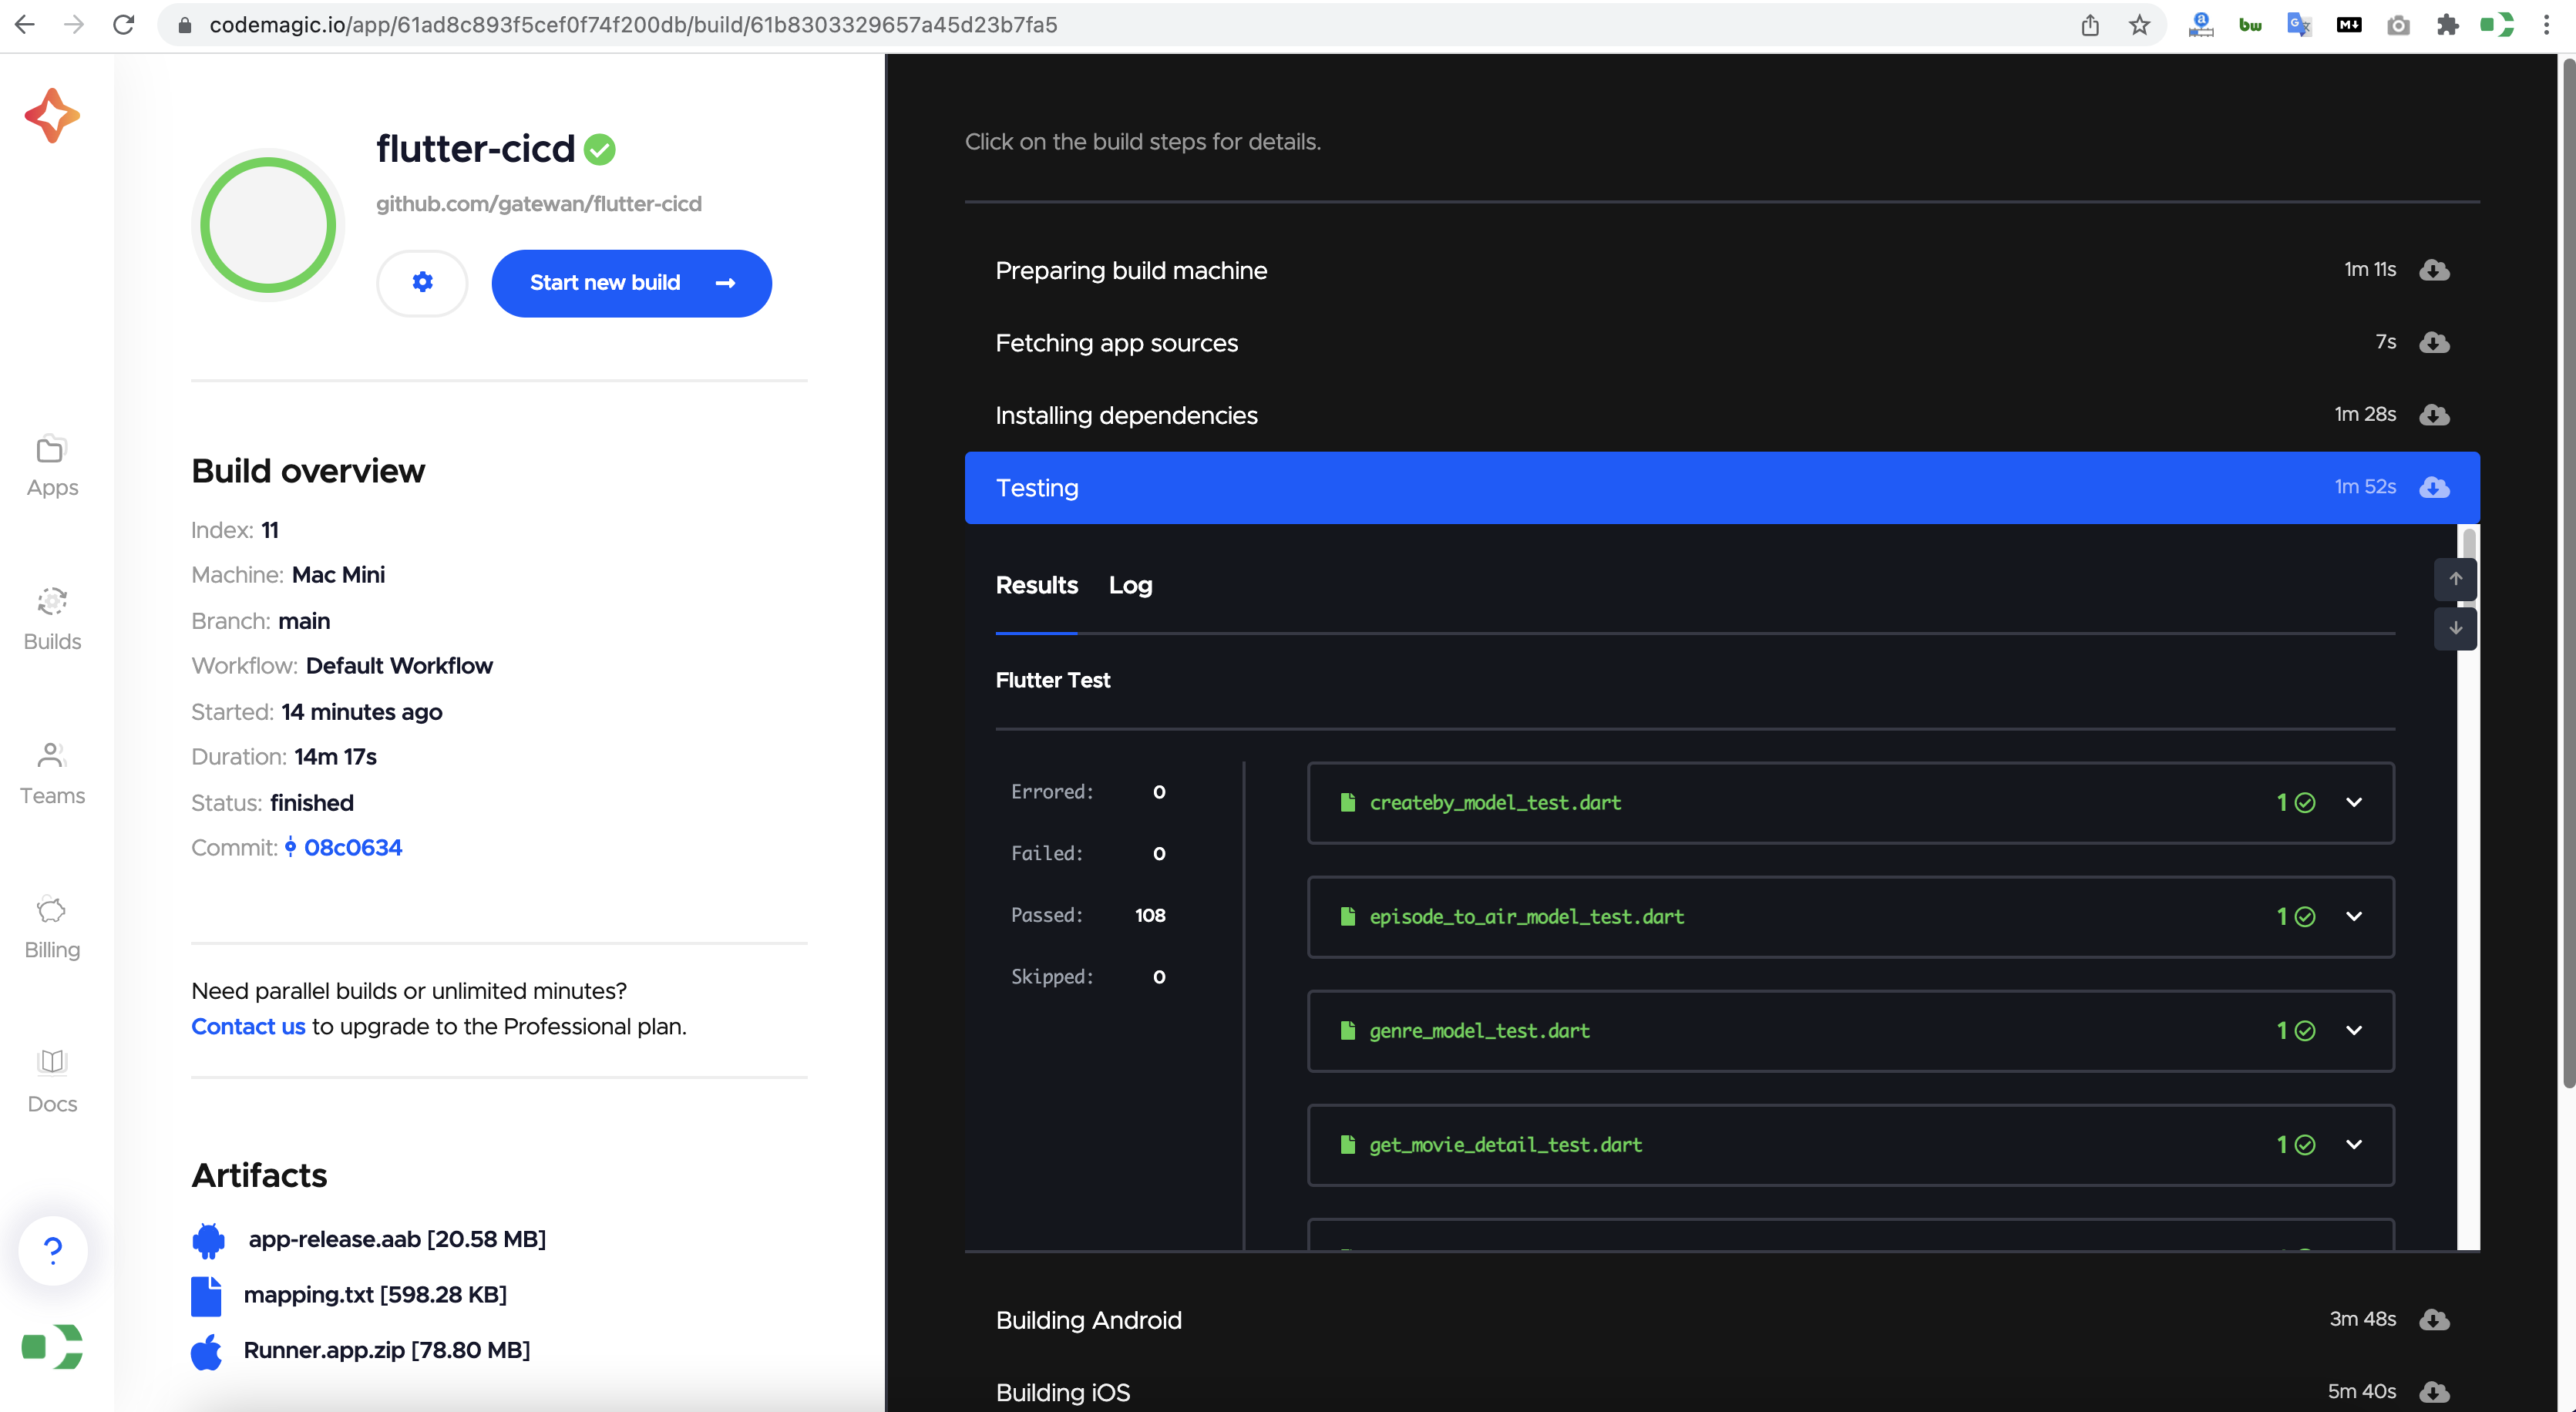 codemagic.io/app/61ad8c893f5cef0f74f200db/build/61b8303329657a45d23b7fa5
a
bw
G
M
flutter-cicd
github.com/gatewan/flutter-cicd
Start new build
Build overview
Index: 11
Machine: Mac Mini
Branch: main
Workflow: Default Workflow
Started: 14 minutes ago
Duration: 14m 17s
Status: finished
Commit: 08c0634
Need parallel builds or unlimited minutes?
Contact us to upgrade to the Professional plan.
Artifacts
app-release.aab [20.58 MB]
mapping.txt [598.28 KB]
Runner.app.zip [78.80 MB]
Apps
Builds
Teams
Billing
Docs
?
Click on the build steps for details.
Preparing build machine 1m 11s
Fetching app sources 7s
Installing dependencies 1m 28s
Testing 1m 52s
Results Log
Flutter Test
Errored: 0
Failed: 0
Passed: 108
Skipped: 0
createby_model_test.dart 1
episode_to_air_model_test.dart 1
genre_model_test.dart 1
get_movie_detail_test.dart 1
Building Android 3m 48s
Building iOS 5m 40s